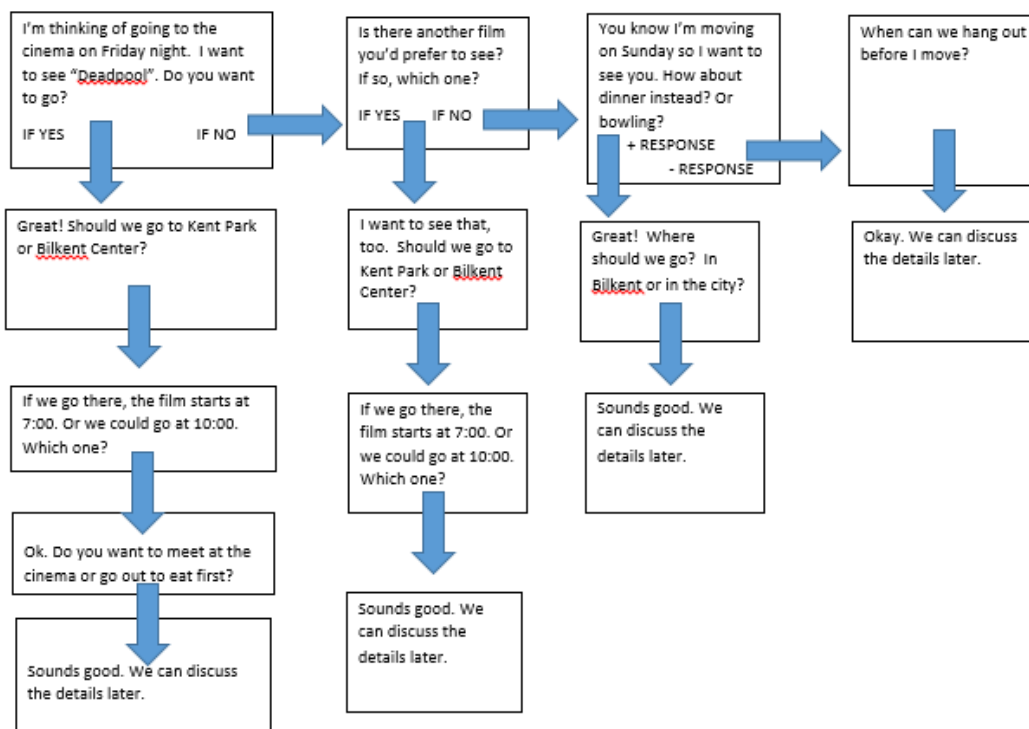 I'm thinking of going to the
cinema on Friday night. I want
to see "Deadpool". Do you want
to go?
IF YES IF NO
Great! Should we go to Kent Park
or Bilkent Center?
If we go there, the film starts at
7:00. Or we could go at 10:00.
Which one?
Ok. Do you want to meet at the
cinema or go out to eat first?
Sounds good. We can discuss
the details later.
Is there another film
you'd prefer to see?
If so, which one?
IF YES IF NO
I want to see that,
too. Should we go to
Kent Park or Bilkent
Center?
If we go there, the
film starts at 7:00. Or
we could go at 10:00.
Which one?
Sounds good. We
can discuss the
details later.
You know I'm moving
on Sunday so I want to
see you. How about
dinner instead? Or
bowling?
+ RESPONSE
- RESPONSE
Great! Where
should we go? In
Bilkent or in the city?
Sounds good. We
can discuss the
details later.
When can we hang out
before I move?
Okay. We can discuss
the details later.